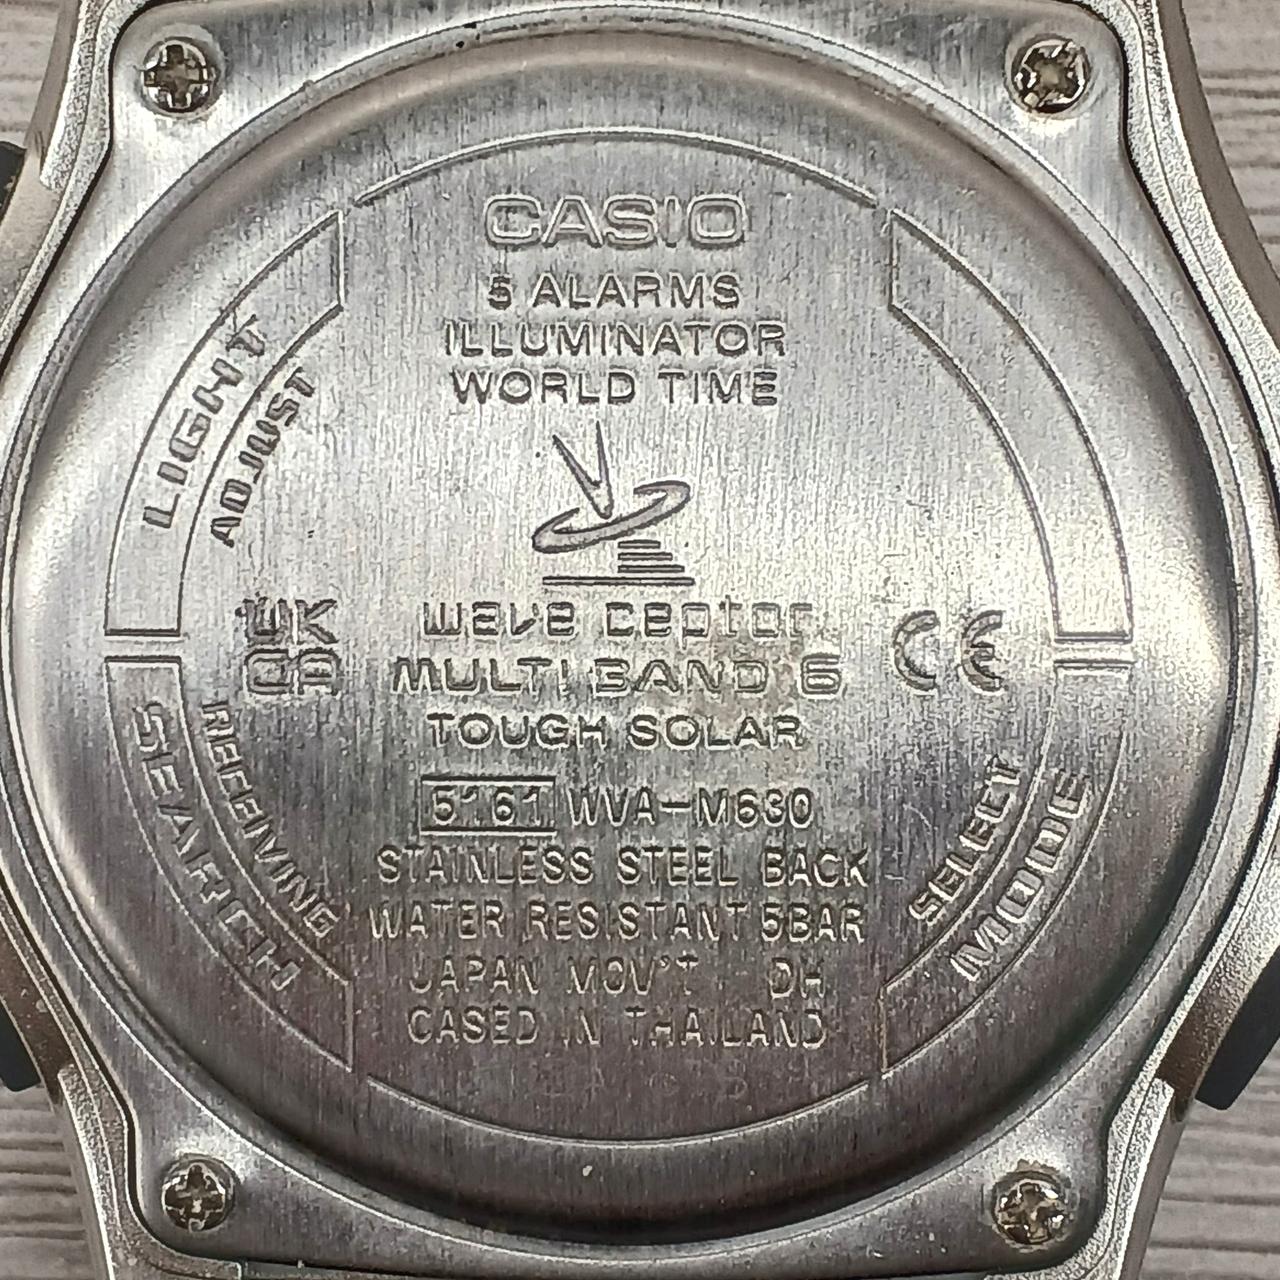 CASIO
5 ALARMS
ILLUMINATOR
WORLD TIME
LIGHT
ADJUST
UK
CA
wave ceptor
MULTI BAND 6
CE
TOUGH SOLAR
5161 WVA-M630
STAINLESS STEEL BACK
WATER RESISTANT 5BAR
JAPAN MOV'T DH
CASED IN THAILAND
RECEIVING
SEARCH
SELECT
MODE